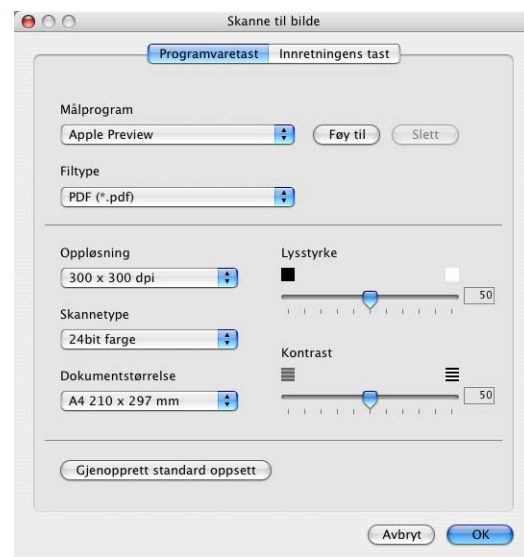 Skanne til bilde
Programvaretast Innretningens tast
Målprogram
Apple Preview Føy til Slett
Filtype
PDF (*.pdf)
Oppløsning
300 x 300 dpi
Skannetype
24bit farge
Dokumentstørrelse
A4 210 x 297 mm
Lysstyrke
50
Kontrast
50
Gjenopprett standard oppsett
Avbryt OK